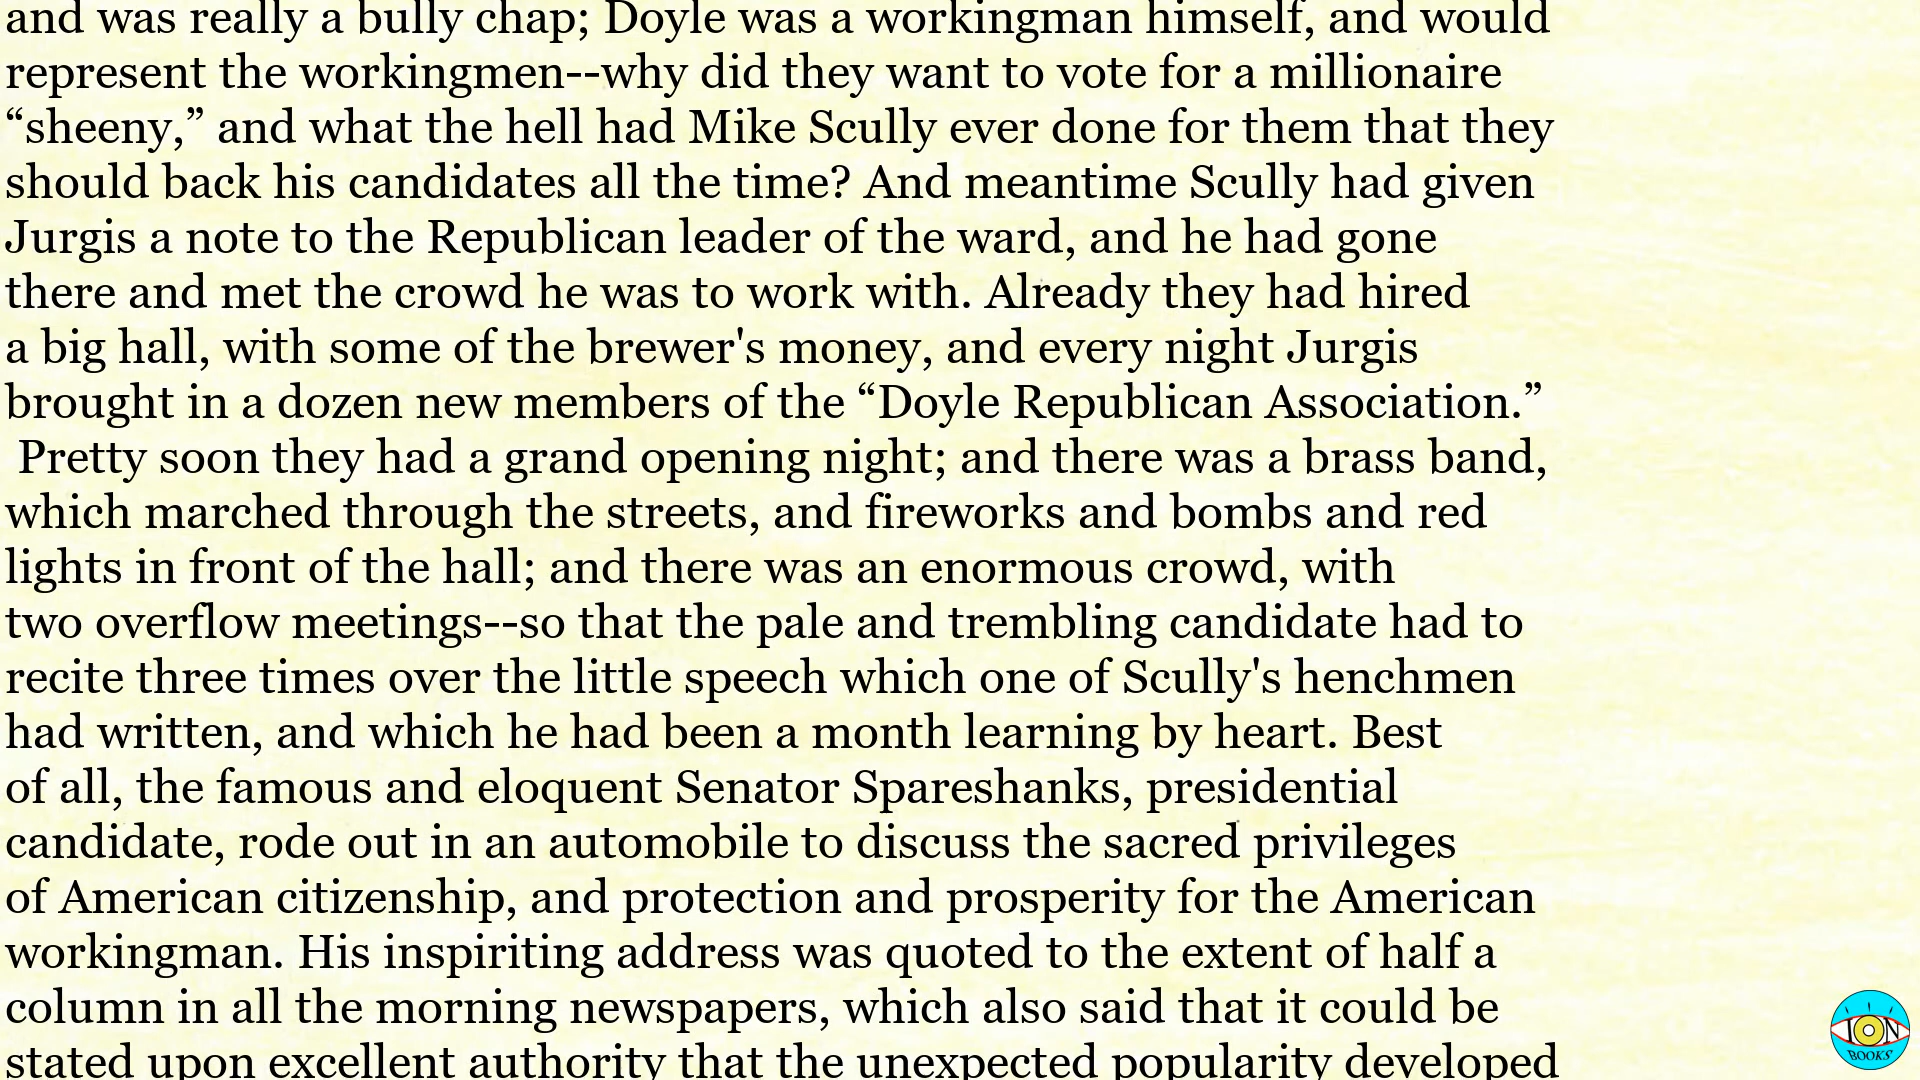 and was really a bully chap; Doyle was a workingman himself, and would
represent the workingmen--why did they want to vote for a millionaire
“sheeny,” and what the hell had Mike Scully ever done for them that they
should back his candidates all the time? And meantime Scully had given
Jurgis a note to the Republican leader of the ward, and he had gone
there and met the crowd he was to work with. Already they had hired
a big hall, with some of the brewer's money, and every night Jurgis
brought in a dozen new members of the “Doyle Republican Association.”
Pretty soon they had a grand opening night; and there was a brass band,
which marched through the streets, and fireworks and bombs and red
lights in front of the hall; and there was an enormous crowd, with
two overflow meetings--so that the pale and trembling candidate had to
recite three times over the little speech which one of Scully's henchmen
had written, and which he had been a month learning by heart. Best
of all, the famous and eloquent Senator Spareshanks, presidential
candidate, rode out in an automobile to discuss the sacred privileges
of American citizenship, and protection and prosperity for the American
workingman. His inspiriting address was quoted to the extent of half a
column in all the morning newspapers, which also said that it could be
stated upon excellent authority that the unexpected popularity developed
ION
BOOKS